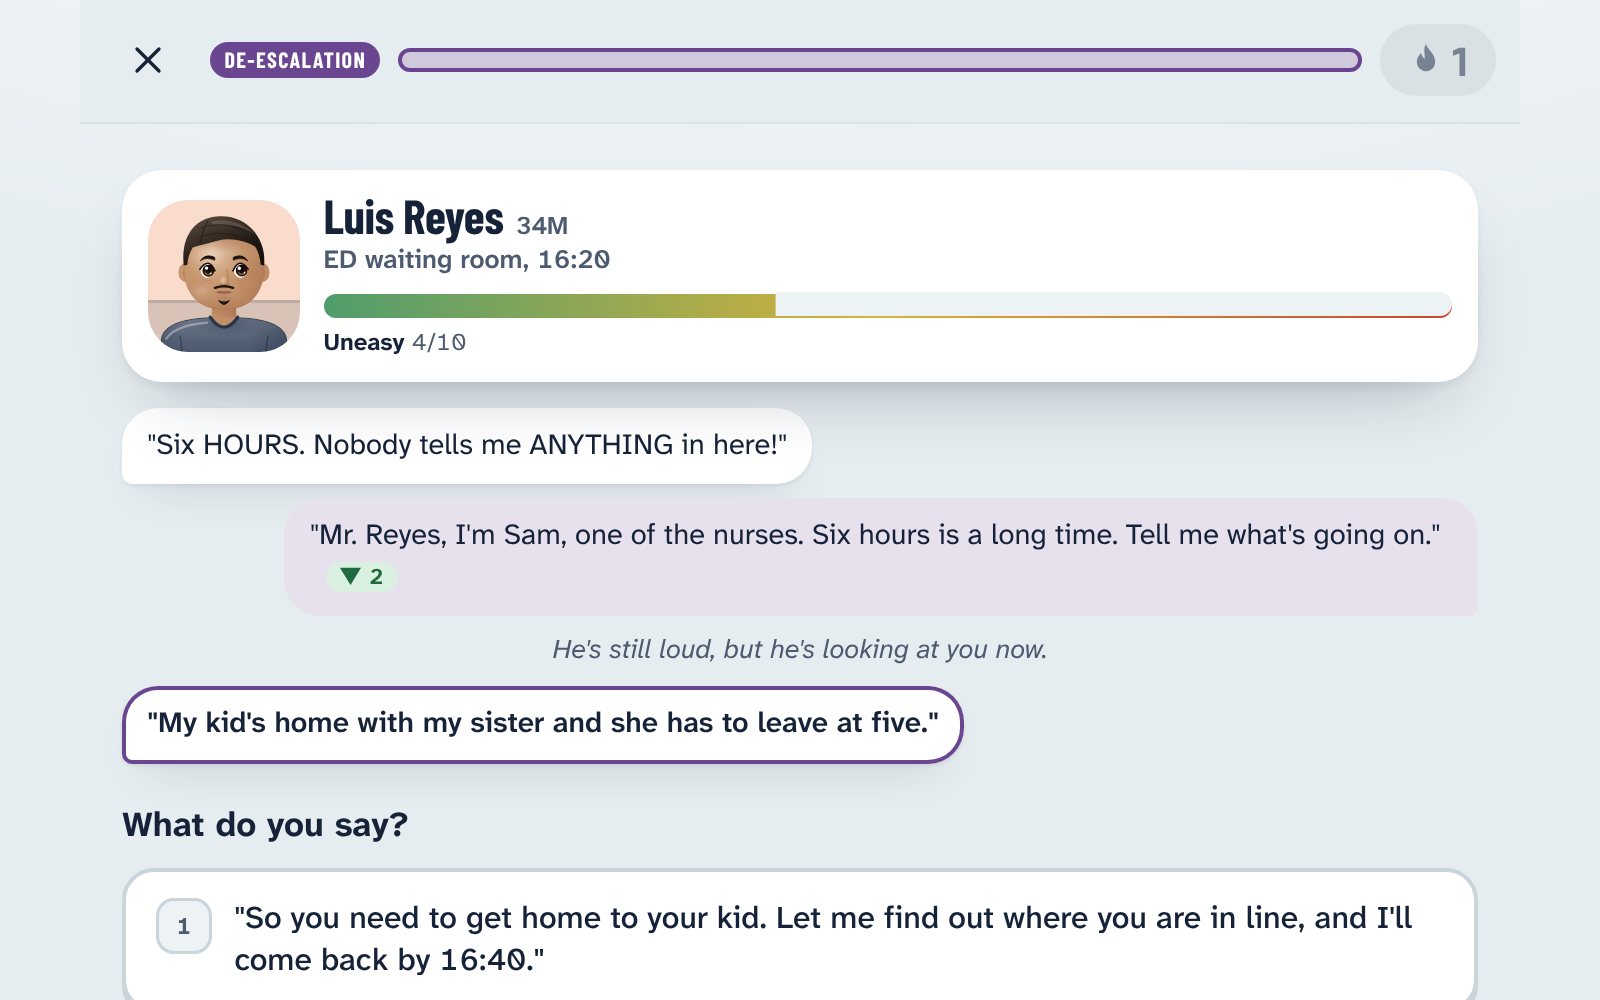 DE-ESCALATION
1
Luis Reyes 34M
ED waiting room, 16:20
Uneasy 4/10
"Six HOURS. Nobody tells me ANYTHING in here!"
"Mr. Reyes, I'm Sam, one of the nurses. Six hours is a long time. Tell me what's going on."
▼ 2
He's still loud, but he's looking at you now.
"My kid's home with my sister and she has to leave at five."
What do you say?
1 "So you need to get home to your kid. Let me find out where you are in line, and I'll
come back by 16:40."